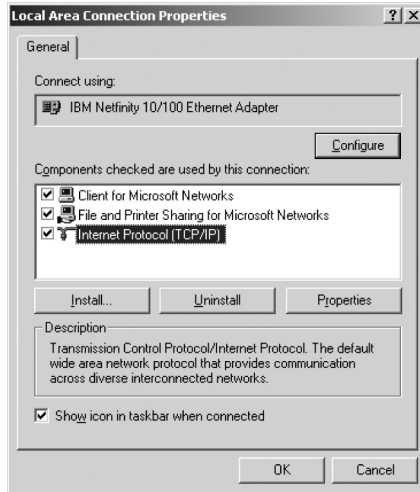 Local Area Connection Properties
General
Connect using:
IBM Netfinity 10/100 Ethernet Adapter
Configure
Components checked are used by this connection:
Client for Microsoft Networks
File and Printer Sharing for Microsoft Networks
Internet Protocol (TCP/IP)
Install...
Uninstall
Properties
Description
Transmission Control Protocol/Internet Protocol. The default
wide area network protocol that provides communication
across diverse interconnected networks.
Show icon in taskbar when connected
OK
Cancel